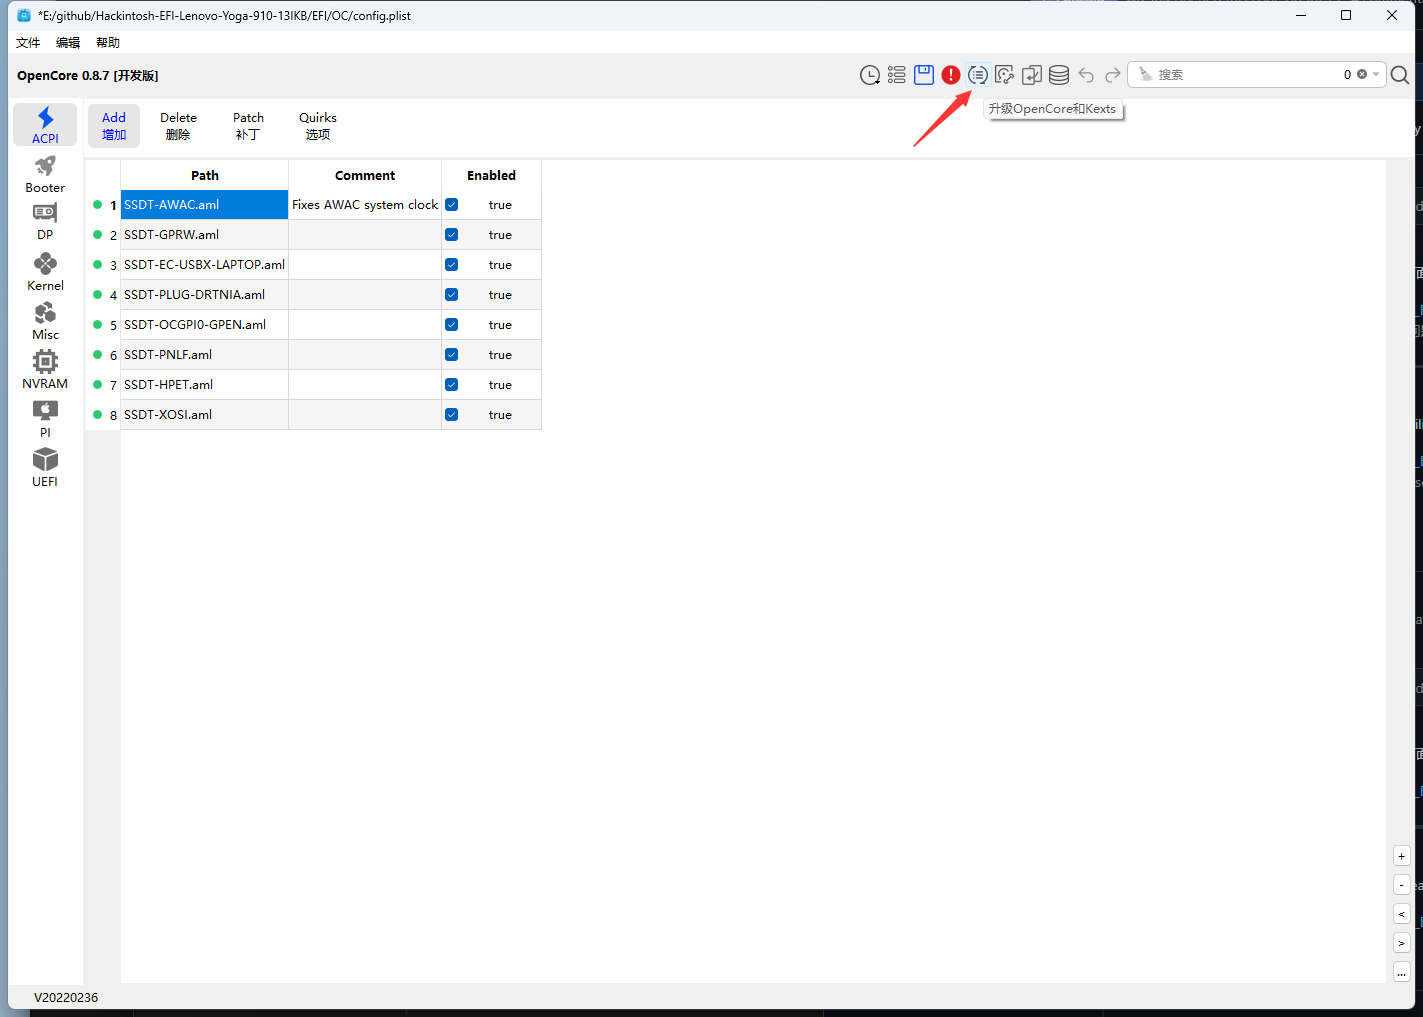 *E:/github/Hackintosh-EFI-Lenovo-Yoga-910-13IKB/EFI/OC/config.plist
文件 编辑 帮助
OpenCore 0.8.7 [开发版]
搜索 0
升级OpenCore和Kexts
ACPI
Booter
DP
Kernel
Misc
NVRAM
PI
UEFI
Add Delete Patch Quirks
增加 删除 补丁 选项
Path Comment Enabled
1 SSDT-AWAC.aml Fixes AWAC system clock true
2 SSDT-GPRW.aml true
3 SSDT-EC-USBX-LAPTOP.aml true
4 SSDT-PLUG-DRTNIA.aml true
5 SSDT-OCGPI0-GPEN.aml true
6 SSDT-PNLF.aml true
7 SSDT-HPET.aml true
8 SSDT-XOSI.aml true
+
-
<
>
...
V20220236